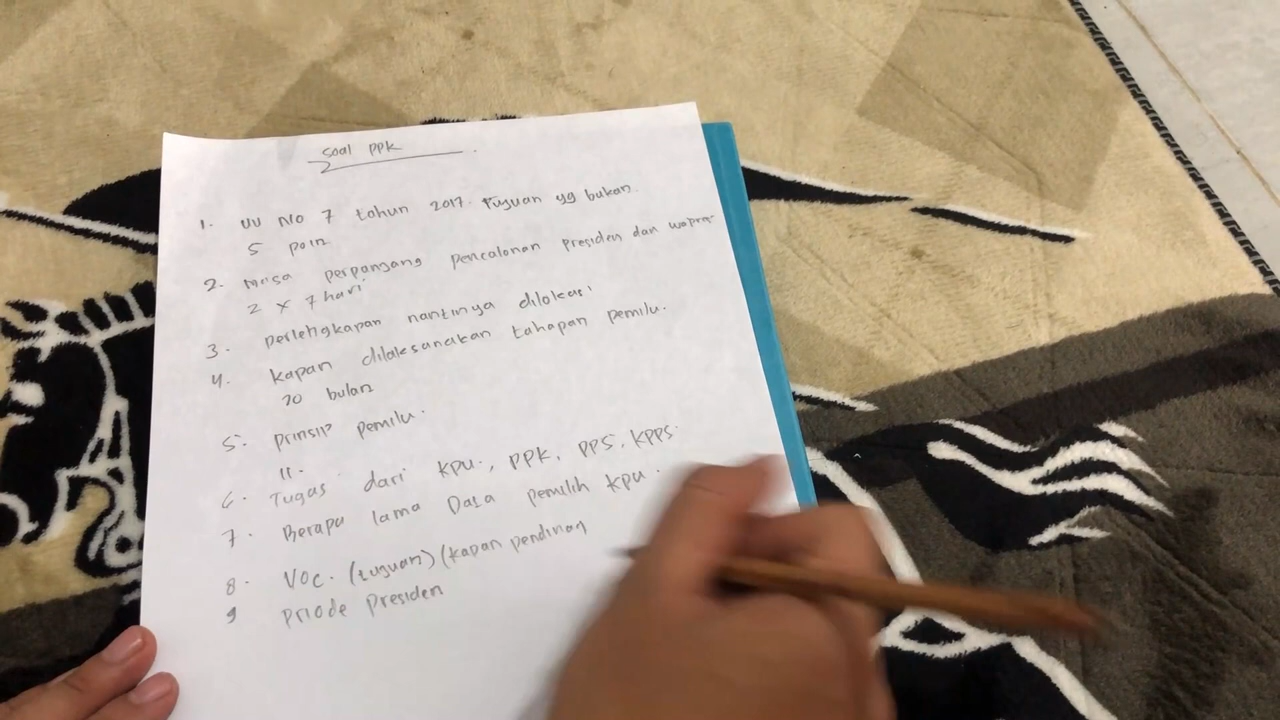 Soal PPK
1. UU NO 7 tahun 2017. Tujuan yg bukan.
5 poin
2. Masa perpanjang pencalonan Presiden dan wapres
2 x 7 hari
3. perlengkapan nantinya dilokasi
4. kapan dilaksanakan tahapan pemilu.
20 bulan
5. prinsip pemilu.
11.
6. Tugas dari KPU., PPK, PPS, KPPS.
7. Berapa lama Data pemilih KPU.
8. VOC. (tujuan) (kapan pendinag
9 priode Presiden